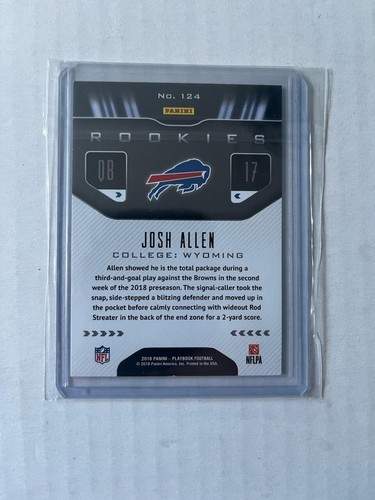 No. 124
PANINI
ROOKIES
QB
17
JOSH ALLEN
COLLEGE: WYOMING
Allen showed he is the total package during a
third-and-goal play against the Browns in the second
week of the 2018 preseason. The signal-caller took the
snap, side-stepped a blitzing defender and moved up in
the pocket before calmly connecting with wideout Rod
Streater in the back of the end zone for a 2-yard score.
NFL
2018 PANINI – PLAYBOOK FOOTBALL
© 2018 Panini America, Inc. Printed in the USA.
NFLPA